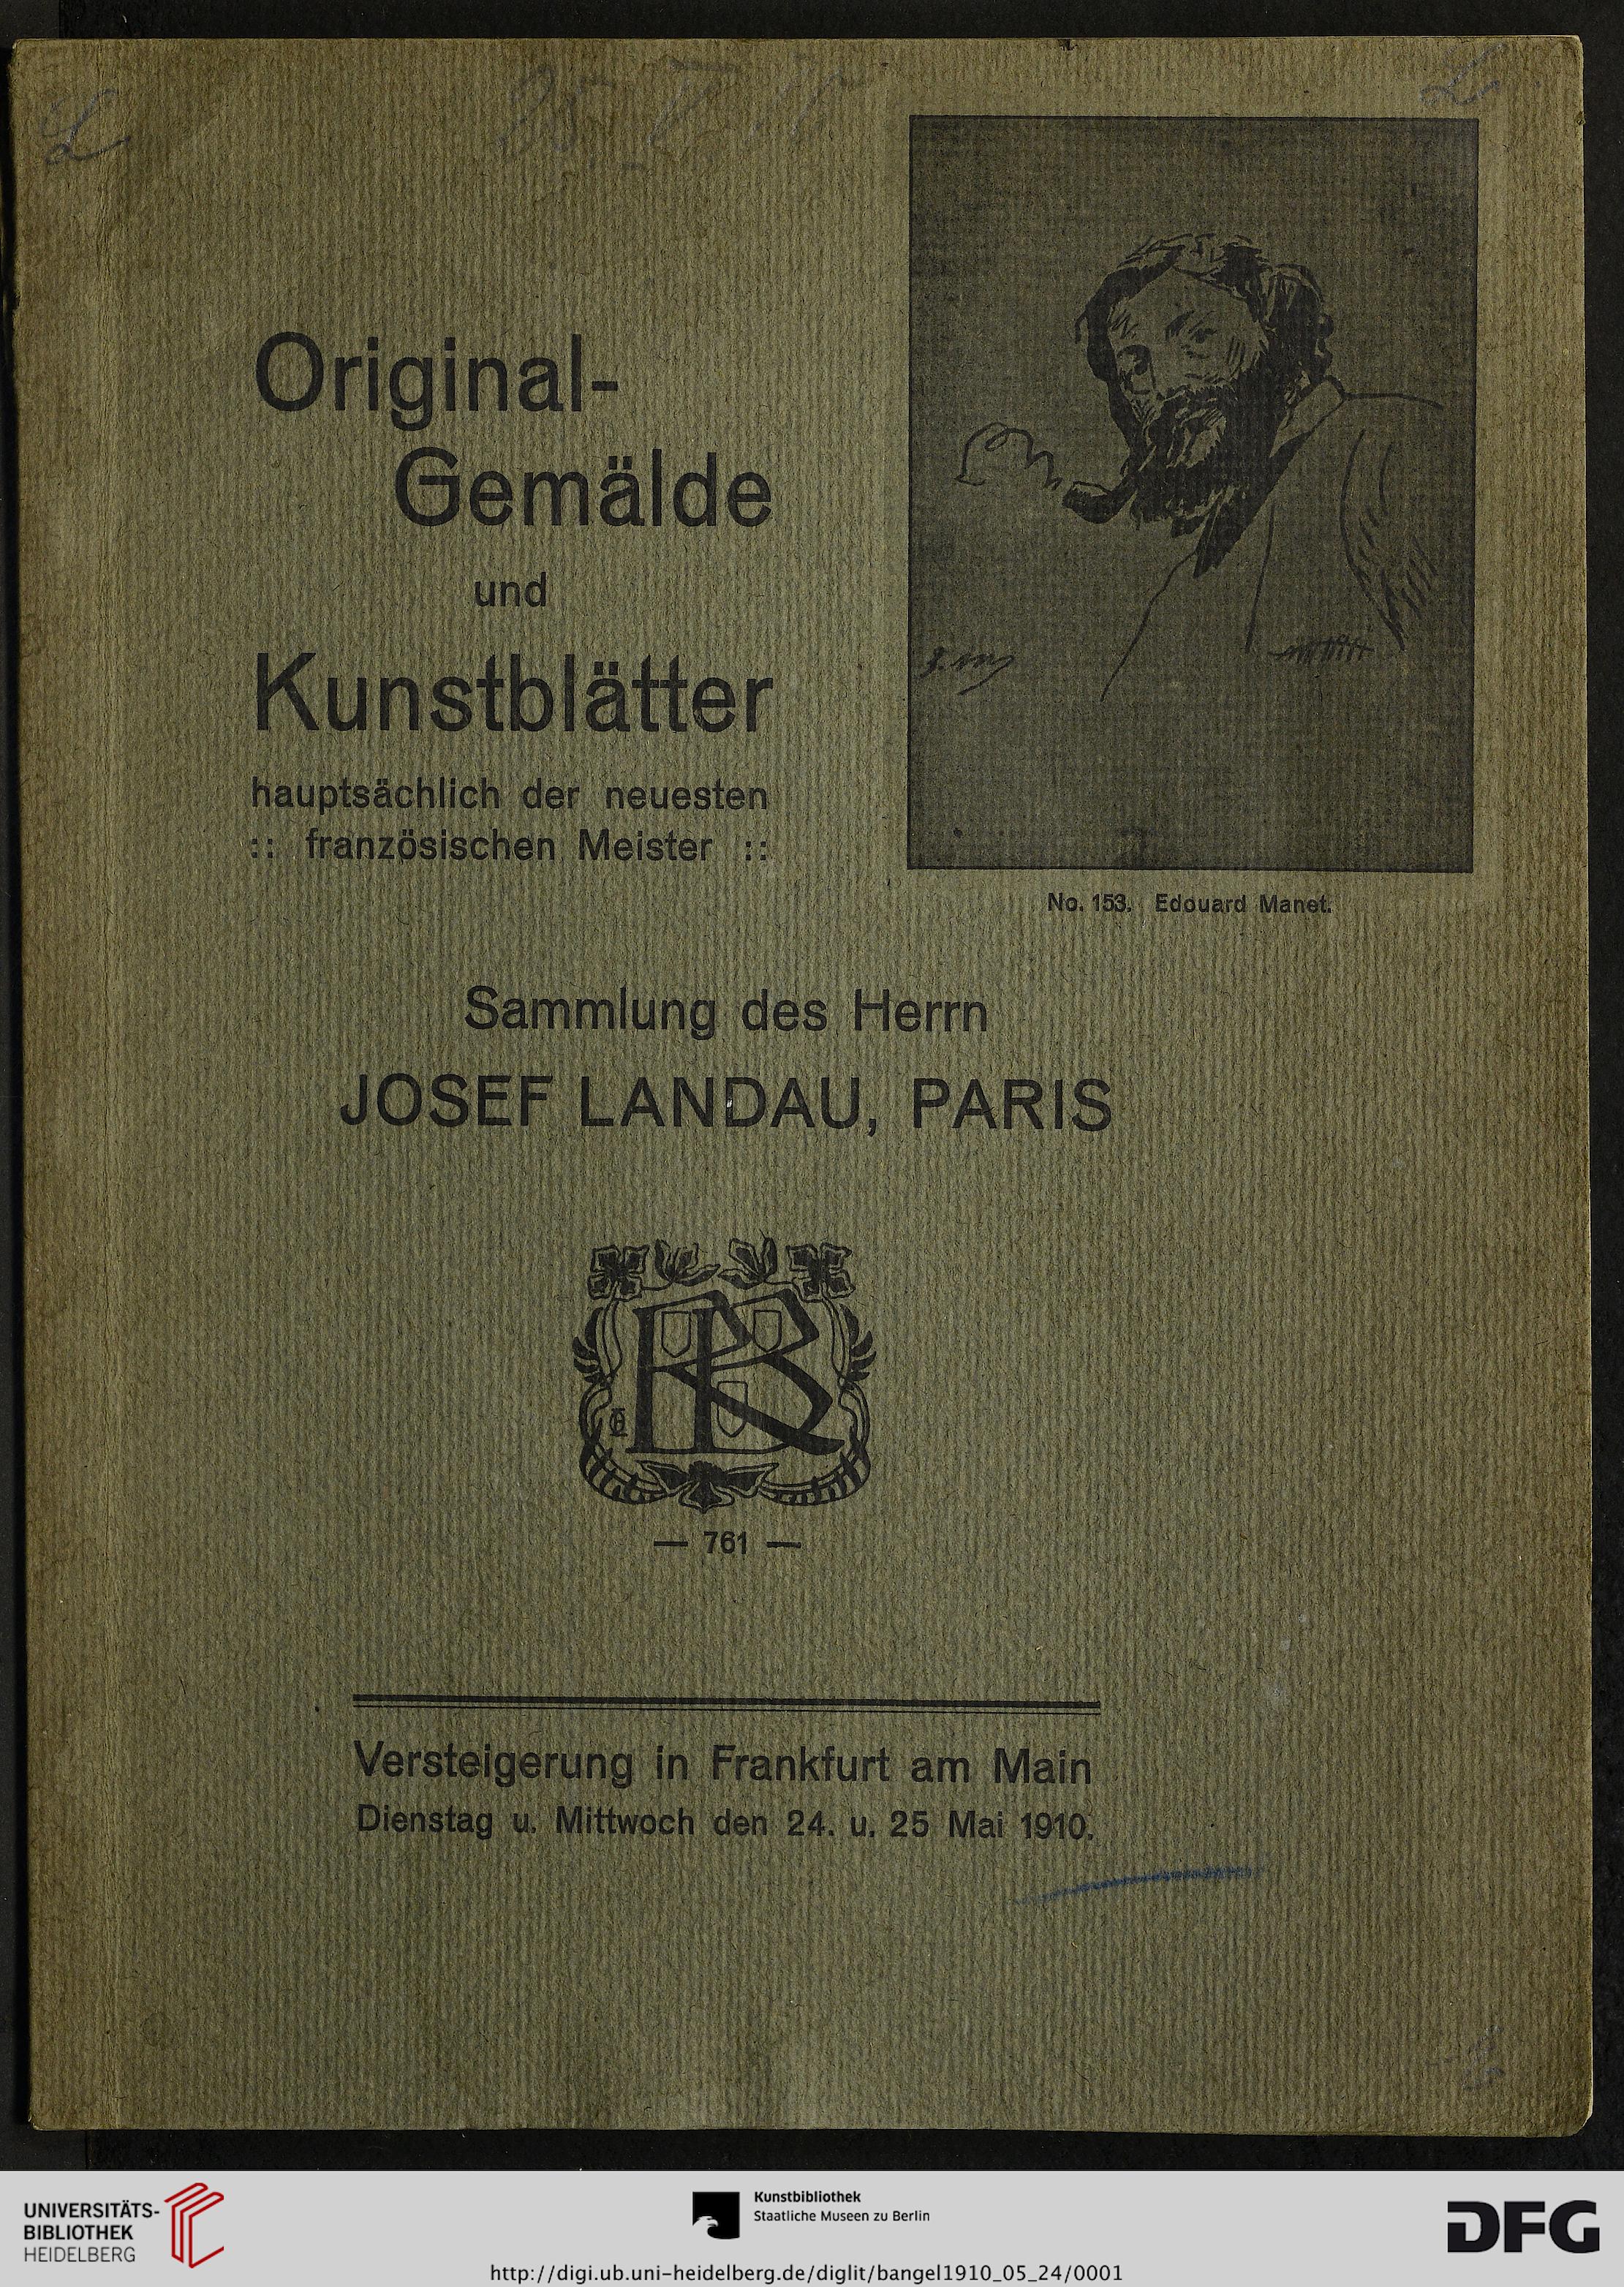 Original-
Gemälde
und
Kunstblätter
hauptsächlich der neuesten
:: französischen Meister ::
No. 153. Edouard Manet.
Sammlung des Herrn
JOSEF LANDAU, PARIS
— 761 —
Versteigerung in Frankfurt am Main
Dienstag u. Mittwoch den 24. u. 25 Mai 1910.
UNIVERSITÄTS-
BIBLIOTHEK
HEIDELBERG
Kunstbibliothek
Staatliche Museen zu Berlin
DFG
http://digi.ub.uni-heidelberg.de/diglit/bangel1910_05_24/0001